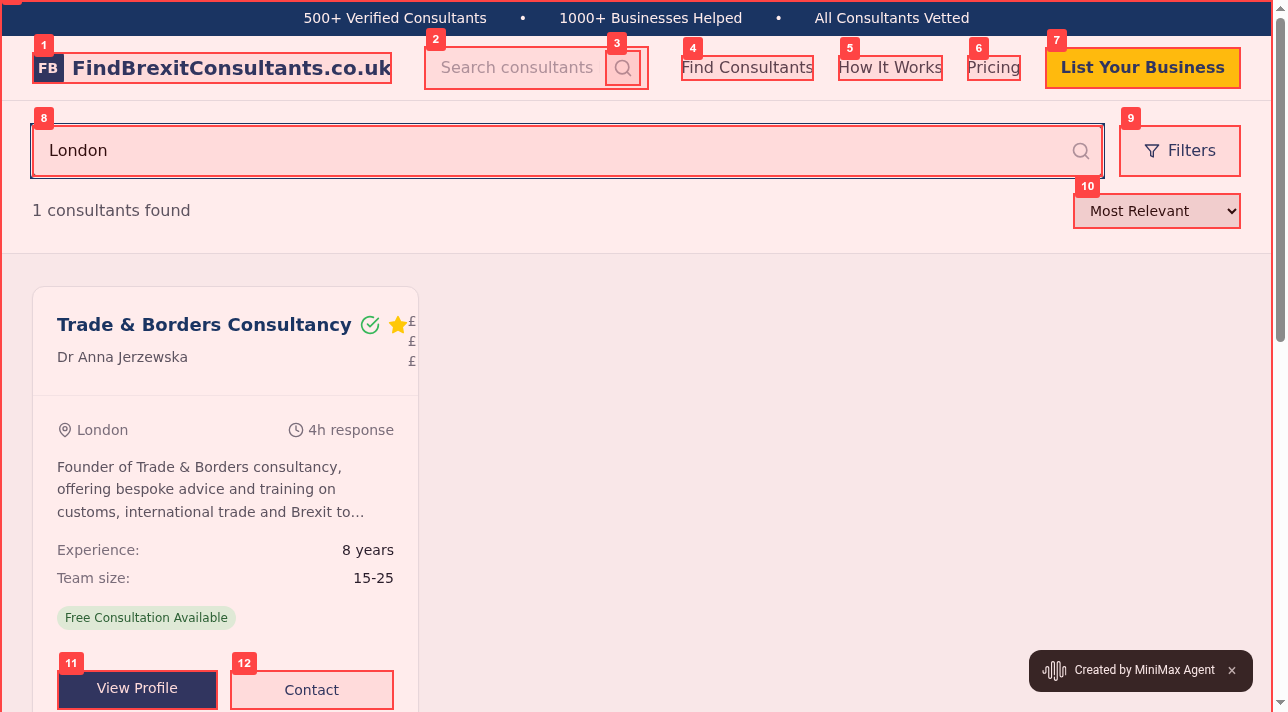 500+ Verified Consultants • 1000+ Businesses Helped • All Consultants Vetted
1 2 3 4 5 6 7
FB FindBrexitConsultants.co.uk Search consultants Find Consultants How It Works Pricing List Your Business
8 9
London Filters
10
1 consultants found Most Relevant
Trade & Borders Consultancy £
£
£
Dr Anna Jerzewska
London 4h response
Founder of Trade & Borders consultancy,
offering bespoke advice and training on
customs, international trade and Brexit to...
Experience: 8 years
Team size: 15-25
Free Consultation Available
11 12
View Profile Contact
Created by MiniMax Agent ×